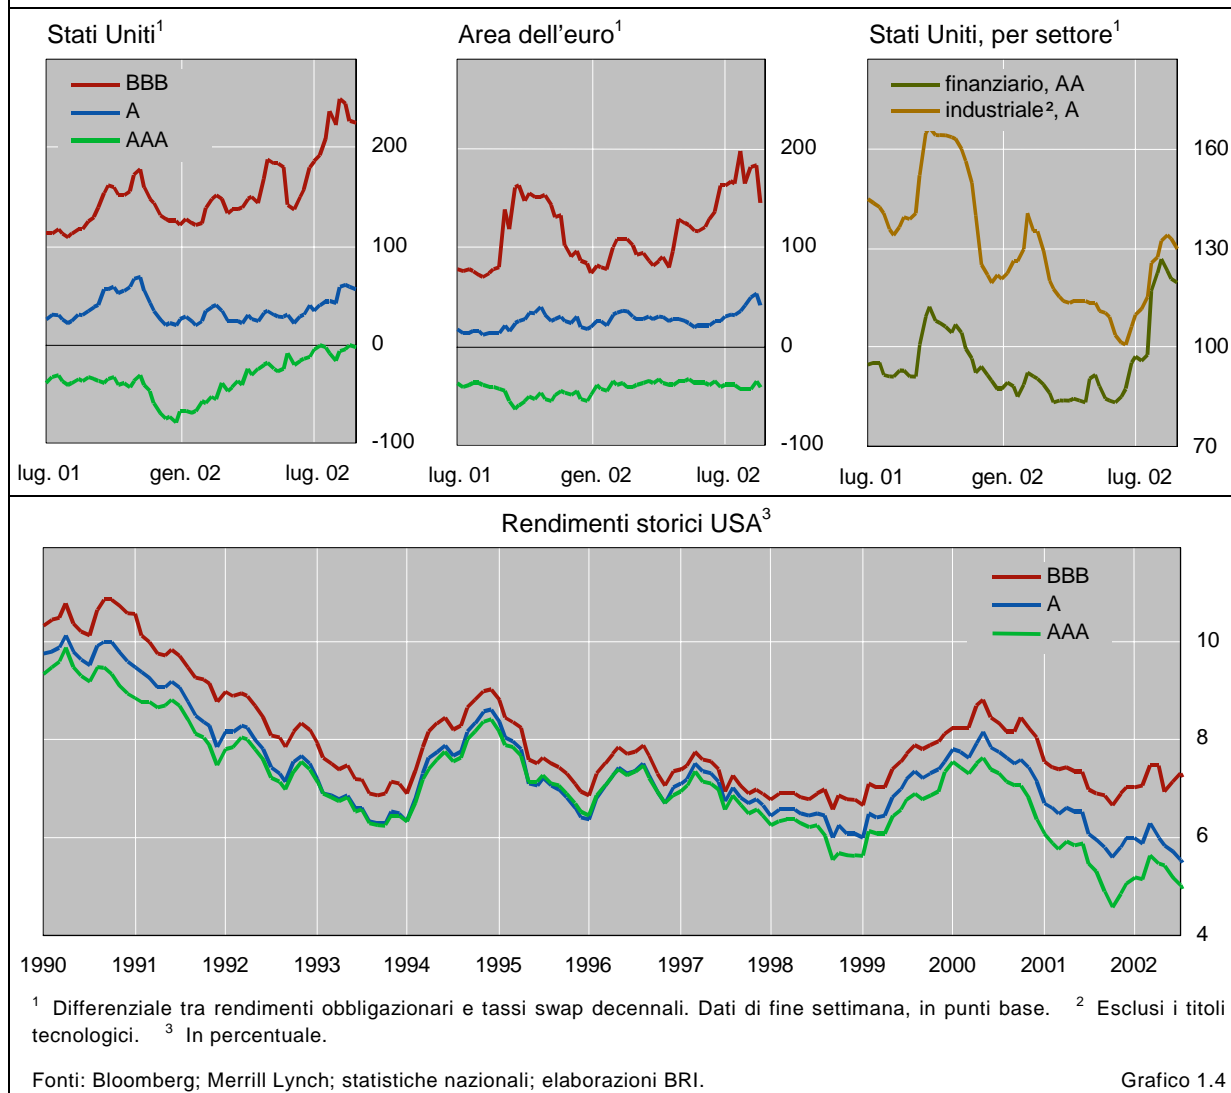 Stati Uniti¹
Area dell'euro¹
Stati Uniti, per settore¹
BBB
A
AAA
200
100
0
-100
lug. 01
gen. 02
lug. 02
200
100
0
-100
lug. 01
gen. 02
lug. 02
finanziario, AA
industriale², A
160
130
100
70
lug. 01
gen. 02
lug. 02
Rendimenti storici USA³
BBB
A
AAA
10
8
6
4
1990 1991 1992 1993 1994 1995 1996 1997 1998 1999 2000 2001 2002
¹ Differenziale tra rendimenti obbligazionari e tassi swap decennali. Dati di fine settimana, in punti base. ² Esclusi i titoli
tecnologici. ³ In percentuale.
Fonti: Bloomberg; Merrill Lynch; statistiche nazionali; elaborazioni BRI.
Grafico 1.4